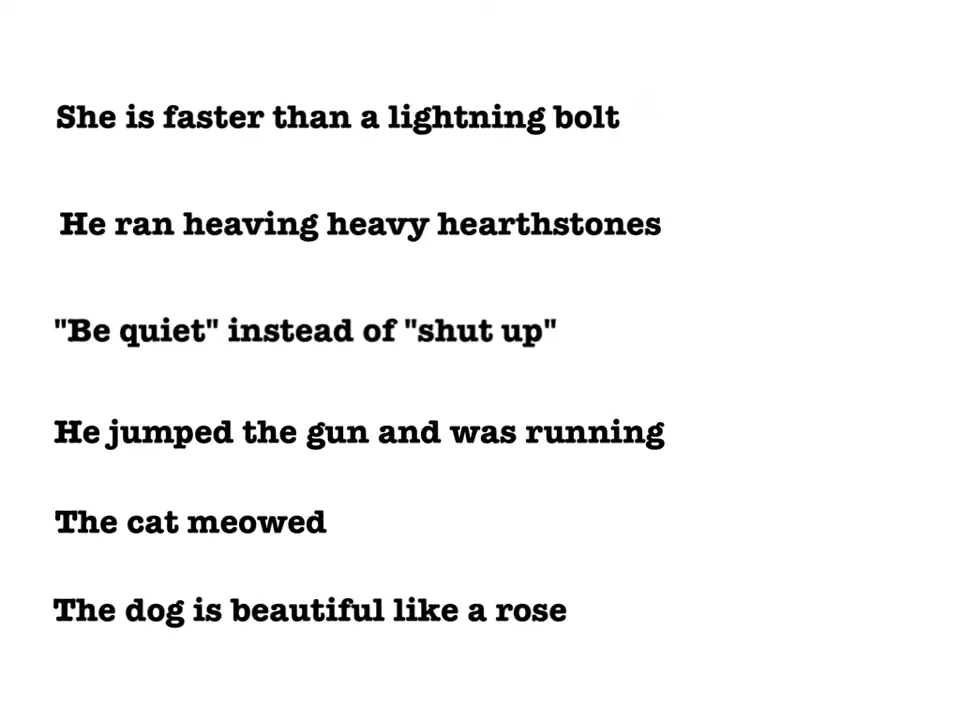 She is faster than a lightning bolt
He ran heaving heavy hearthstones
"Be quiet" instead of "shut up"
He jumped the gun and was running
The cat meowed
The dog is beautiful like a rose